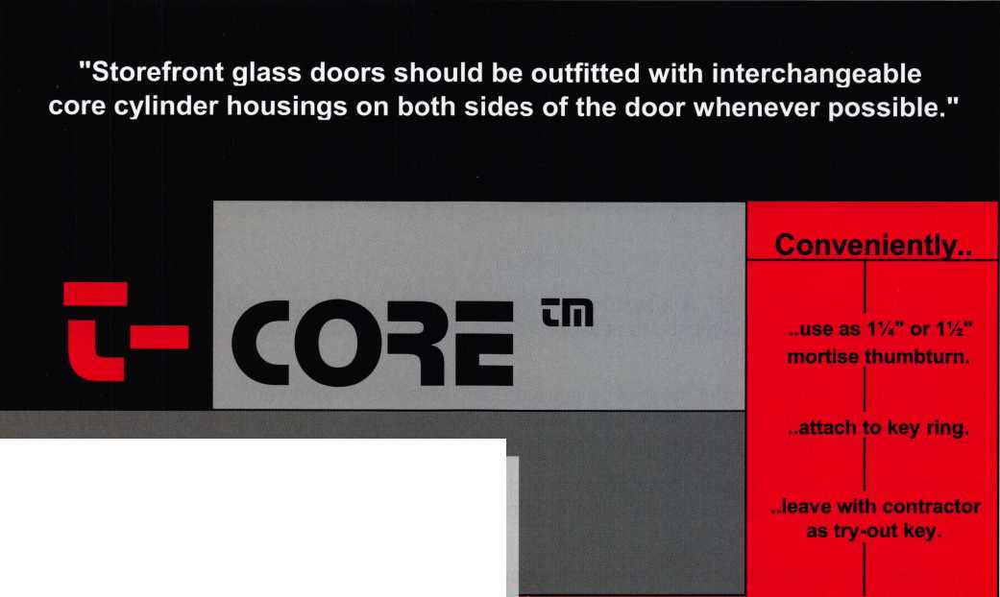 "Storefront glass doors should be outfitted with interchangeable
core cylinder housings on both sides of the door whenever possible."
t-CORE™
Conveniently..
..use as 1¼" or 1½"
mortise thumbturn.
..attach to key ring.
..leave with contractor
as try-out key.